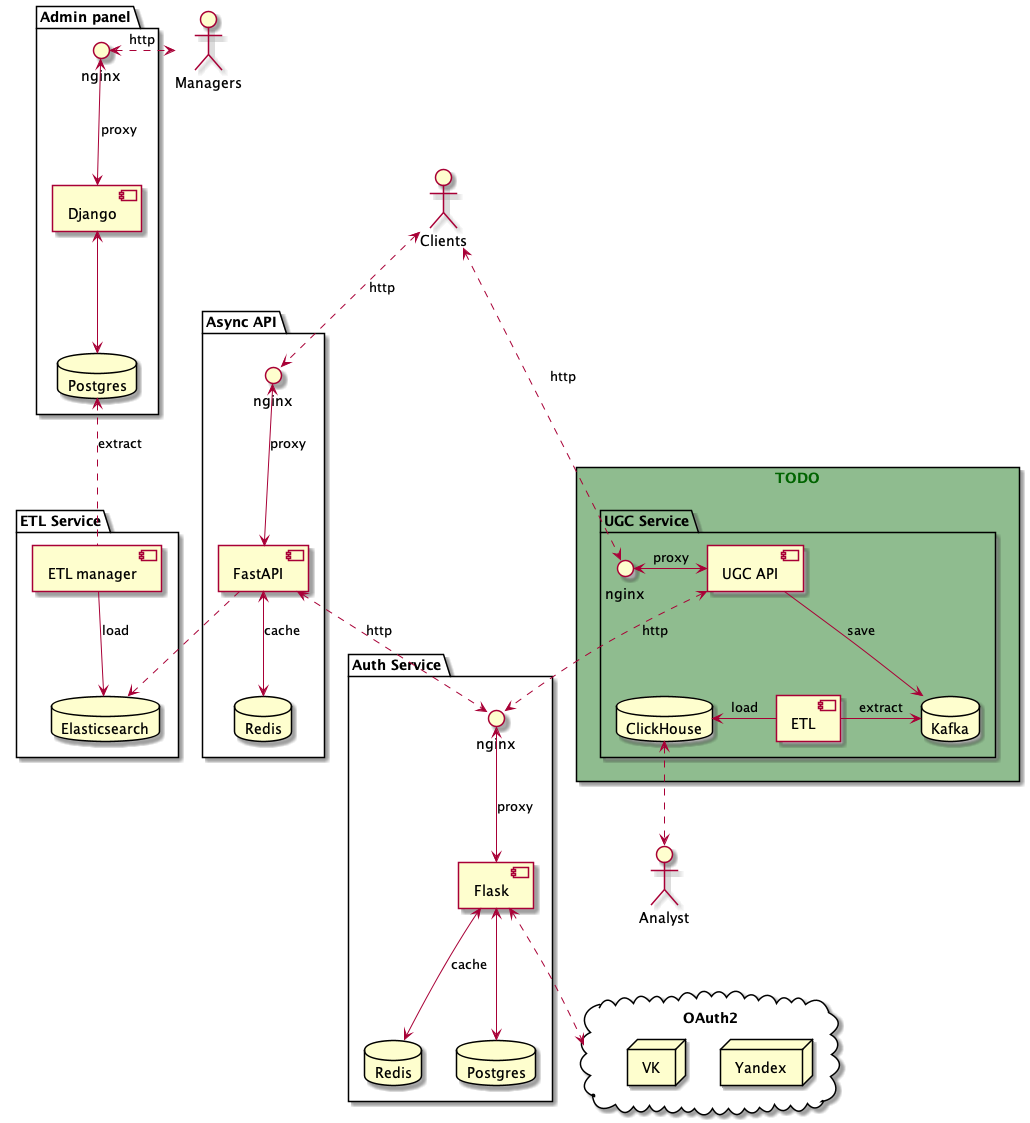 Admin panel
http
nginx
Managers
proxy
Django
Postgres
extract
Clients
http
http
Async API
nginx
proxy
FastAPI
cache
Redis
ETL Service
ETL manager
load
Elasticsearch
http
Auth Service
nginx
proxy
Flask
cache
Redis
Postgres
TODO
UGC Service
nginx
proxy
UGC API
http
save
ClickHouse
load
ETL
extract
Kafka
Analyst
OAuth2
VK
Yandex